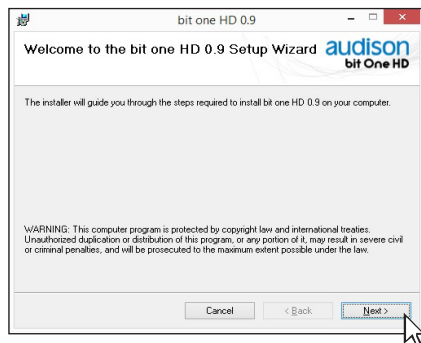 bit one HD 0.9
Welcome to the bit one HD 0.9 Setup Wizard
audison
bit One HD
The installer will guide you through the steps required to install bit one HD 0.9 on your computer.
WARNING: This computer program is protected by copyright law and international treaties.
Unauthorized duplication or distribution of this program, or any portion of it, may result in severe civil
or criminal penalties, and will be prosecuted to the maximum extent possible under the law.
Cancel
< Back
Next >